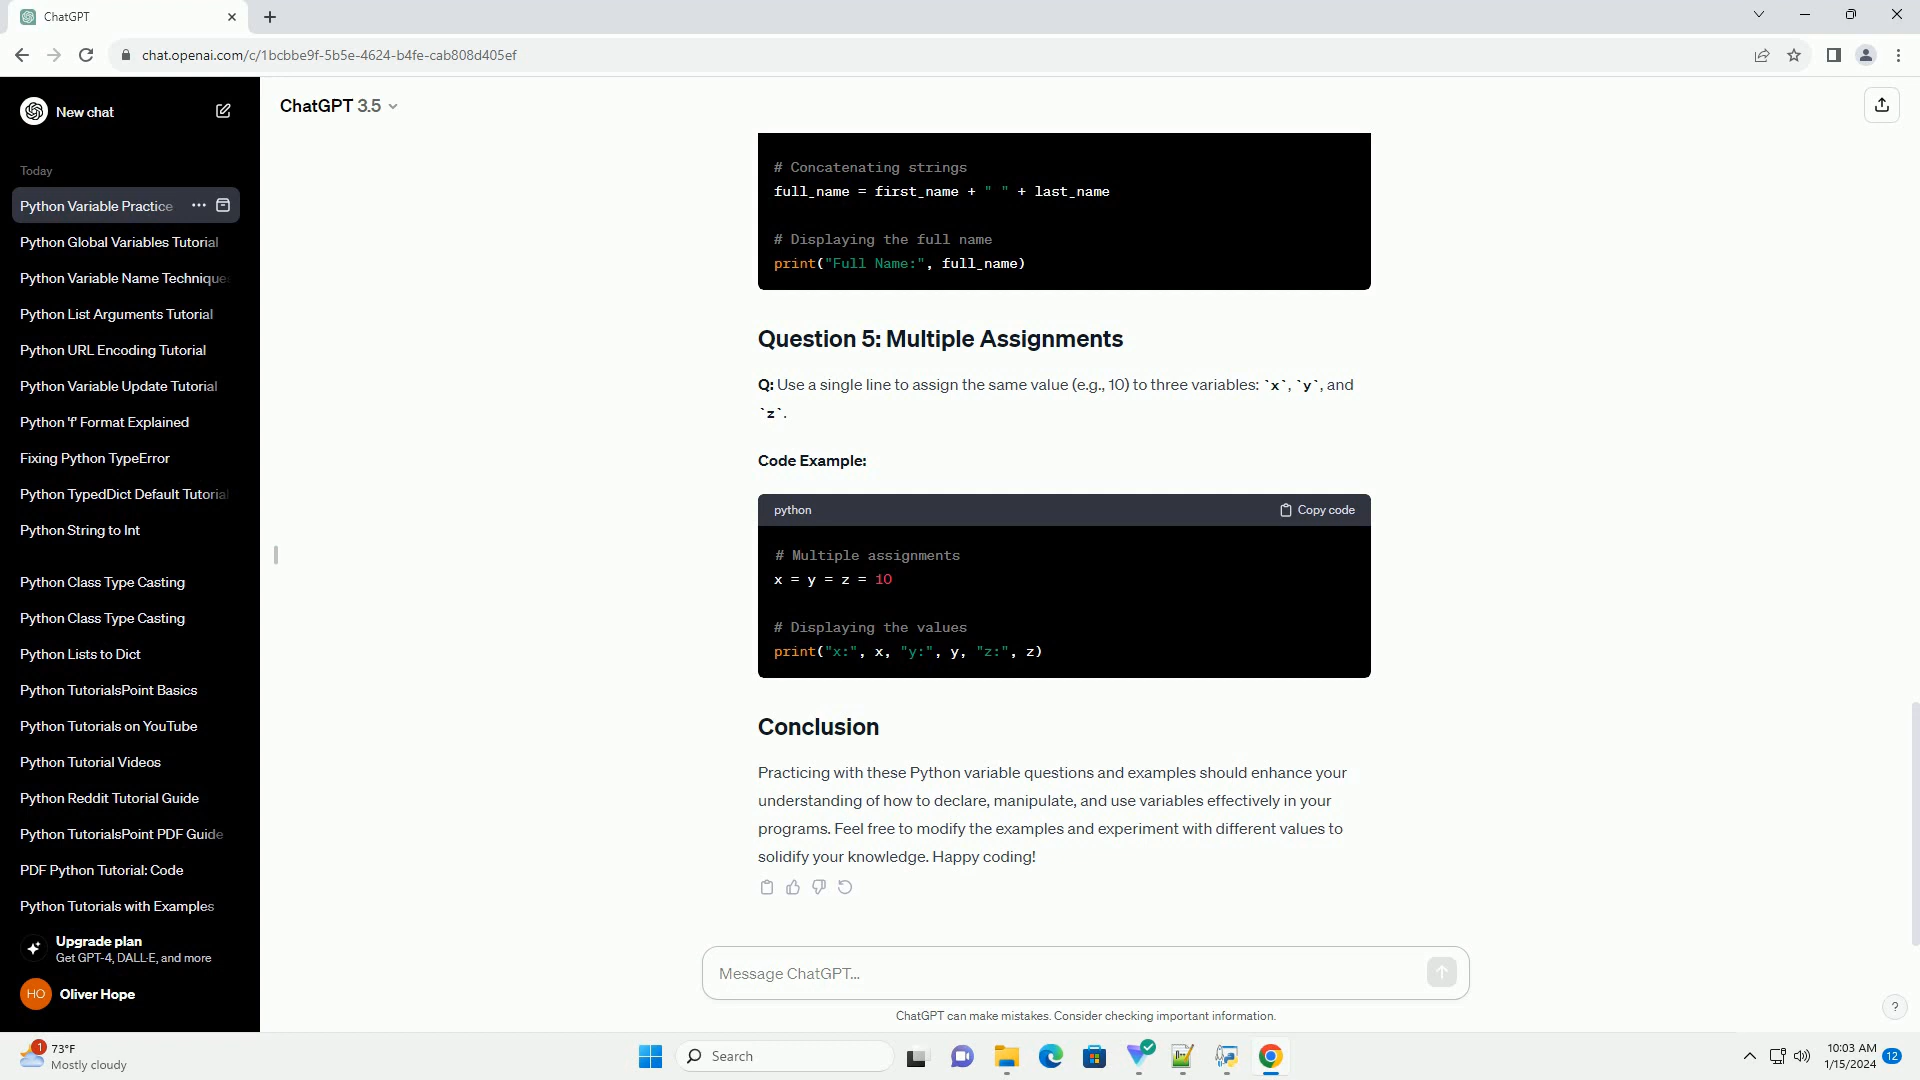 ChatGPT
chat.openai.com/c/1bcbbe9f-5b5e-4624-b4fe-cab808d405ef
New chat
Today
Python Variable Practice
Python Global Variables Tutorial
Python Variable Name Technique
Python List Arguments Tutorial
Python URL Encoding Tutorial
Python Variable Update Tutorial
Python 'f' Format Explained
Fixing Python TypeError
Python TypedDict Default Tutorial
Python String to Int
Python Class Type Casting
Python Class Type Casting
Python Lists to Dict
Python TutorialsPoint Basics
Python Tutorials on YouTube
Python Tutorial Videos
Python Reddit Tutorial Guide
Python TutorialsPoint PDF Guide
PDF Python Tutorial: Code
Python Tutorials with Examples
Upgrade plan
Get GPT-4, DALL·E, and more
HO Oliver Hope
ChatGPT 3.5
# Concatenating strings
full_name = first_name + " " + last_name
# Displaying the full name
print("Full Name:", full_name)
Question 5: Multiple Assignments
Q: Use a single line to assign the same value (e.g., 10) to three variables: `x`, `y`, and
`z`.
Code Example:
python Copy code
# Multiple assignments
x = y = z = 10
# Displaying the values
print("x:", x, "y:", y, "z:", z)
Conclusion
Practicing with these Python variable questions and examples should enhance your
understanding of how to declare, manipulate, and use variables effectively in your
programs. Feel free to modify the examples and experiment with different values to
solidify your knowledge. Happy coding!
Message ChatGPT...
ChatGPT can make mistakes. Consider checking important information.
?
1
73°F
Mostly cloudy
Search
10:03 AM
1/15/2024
12